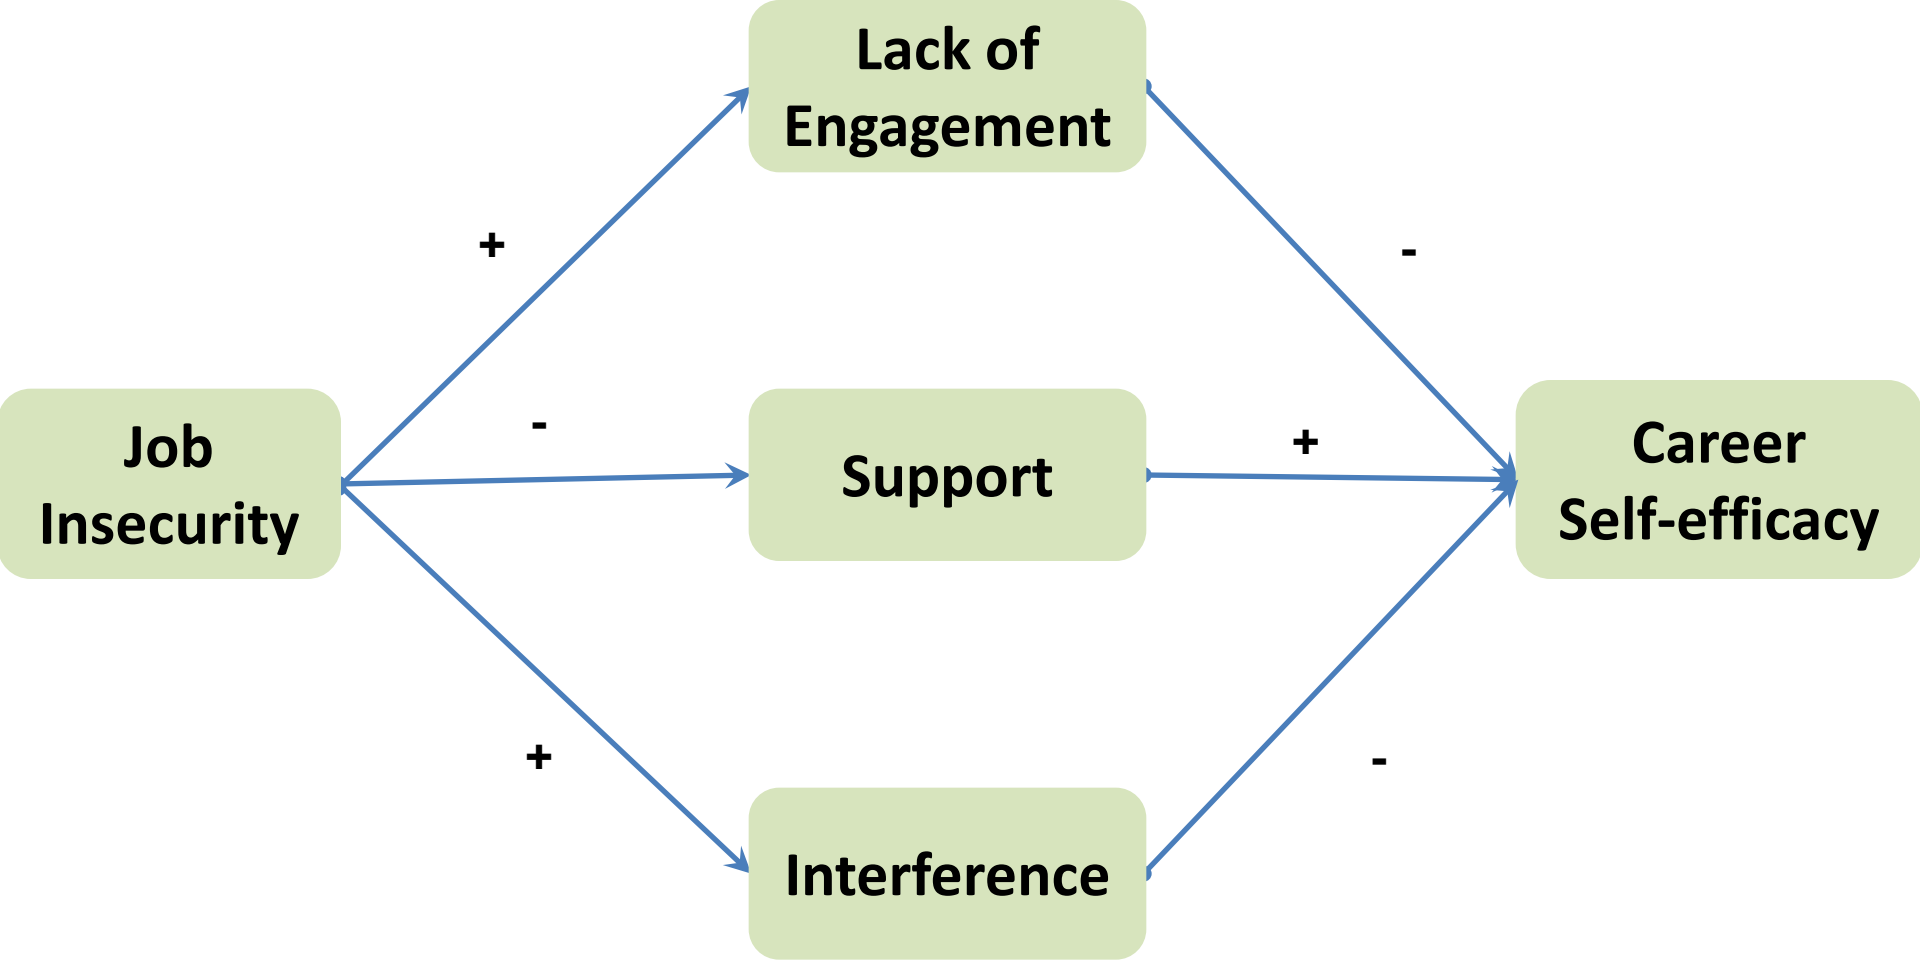 Lack of
Engagement
+
-
Job
Insecurity
-
Support
+
Career
Self-efficacy
+
-
Interference